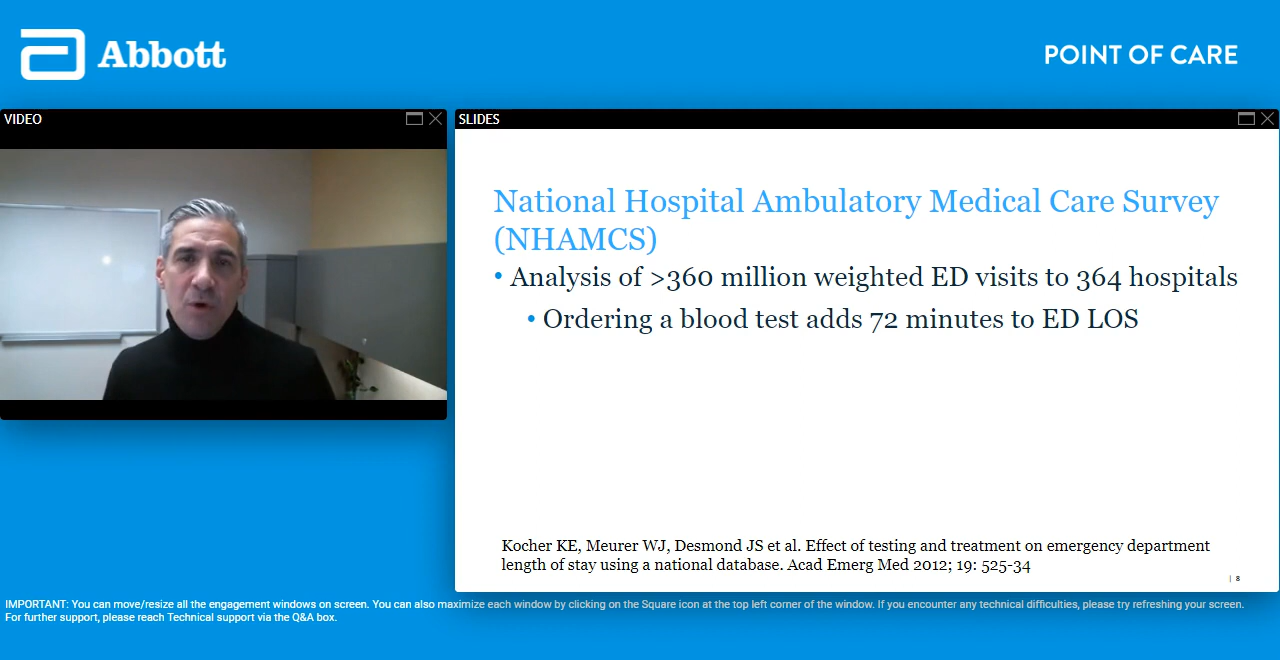 Abbott
POINT OF CARE
VIDEO
SLIDES
National Hospital Ambulatory Medical Care Survey
(NHAMCS)
• Analysis of >360 million weighted ED visits to 364 hospitals
• Ordering a blood test adds 72 minutes to ED LOS
Kocher KE, Meurer WJ, Desmond JS et al. Effect of testing and treatment on emergency department
length of stay using a national database. Acad Emerg Med 2012; 19: 525-34
| 8
IMPORTANT: You can move/resize all the engagement windows on screen. You can also maximize each window by clicking on the Square icon at the top left corner of the window. If you encounter any technical difficulties, please try refreshing your screen.
For further support, please reach Technical support via the Q&A box.